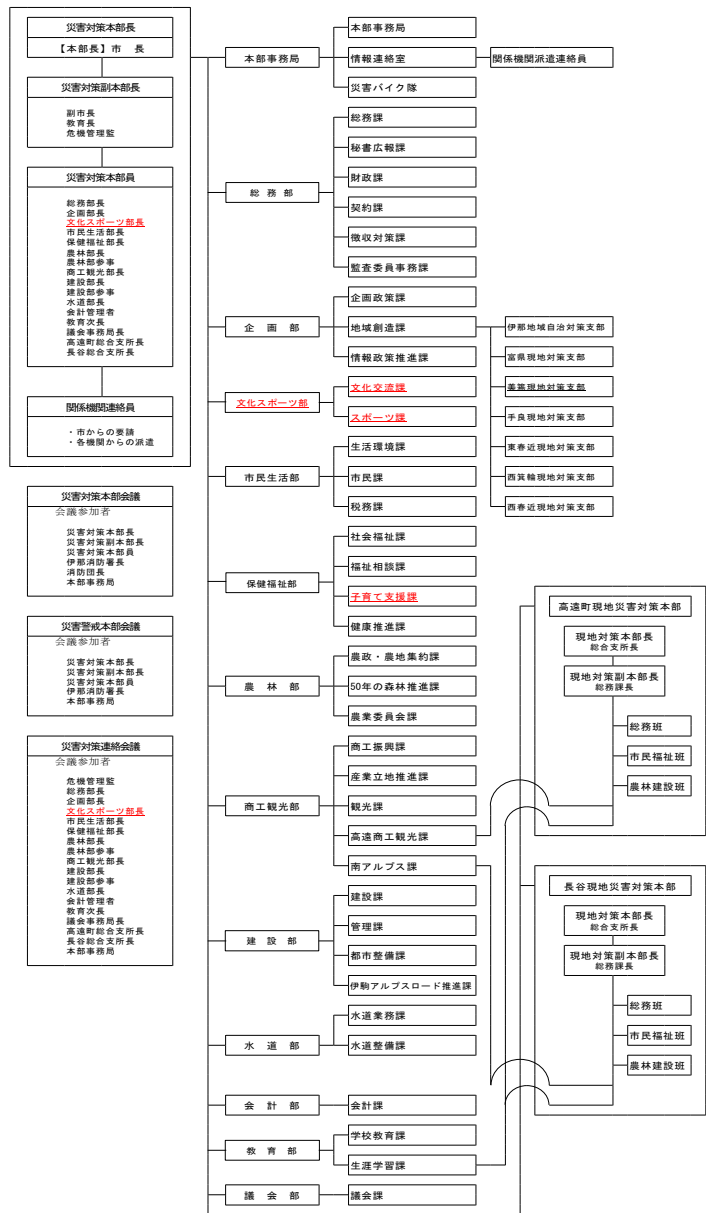 災害対策本部長
【本部長】市　長
災害対策副本部長
副市長
教育長
危機管理監
災害対策本部員
総務部長
企画部長
文化スポーツ部長
市民生活部長
保健福祉部長
農林部長
農林部参事
商工観光部長
建設部長
建設部参事
水道部長
会計管理者
教育次長
議会事務局長
高遠町総合支所長
長谷総合支所長
関係機関連絡員
・市からの要請
・各機関からの派遣
災害対策本部会議
会議参加者
災害対策本部長
災害対策副本部長
災害対策本部員
伊那消防署長
消防団長
本部事務局
災害警戒本部会議
会議参加者
災害対策本部長
災害対策副本部長
災害対策本部員
伊那消防署長
本部事務局
災害対策連絡会議
会議参加者
危機管理監
総務部長
企画部長
文化スポーツ部長
市民生活部長
保健福祉部長
農林部長
農林部参事
商工観光部長
建設部長
建設部参事
水道部長
会計管理者
教育次長
議会事務局長
高遠町総合支所長
長谷総合支所長
本部事務局
本部事務局
本部事務局
情報連絡室
関係機関派遣連絡員
災害バイク隊
総務部
総務課
秘書広報課
財政課
契約課
徴収対策課
監査委員事務課
企画部
企画政策課
地域創造課
情報政策推進課
伊那地域自治対策支部
富県現地対策支部
美篶現地対策支部
手良現地対策支部
東春近現地対策支部
西箕輪現地対策支部
西春近現地対策支部
文化スポーツ部
文化交流課
スポーツ課
市民生活部
生活環境課
市民課
税務課
保健福祉部
社会福祉課
福祉相談課
子育て支援課
健康推進課
農林部
農政・農地集約課
50年の森林推進課
農業委員会課
商工観光部
商工振興課
産業立地推進課
観光課
高遠商工観光課
南アルプス課
建設部
建設課
管理課
都市整備課
伊駒アルプスロード推進課
水道部
水道業務課
水道整備課
会計部
会計課
教育部
学校教育課
生涯学習課
議会部
議会課
高遠町現地災害対策本部
現地対策本部長
総合支所長
現地対策副本部長
総務課長
総務班
市民福祉班
農林建設班
長谷現地災害対策本部
現地対策本部長
総合支所長
現地対策副本部長
総務課長
総務班
市民福祉班
農林建設班